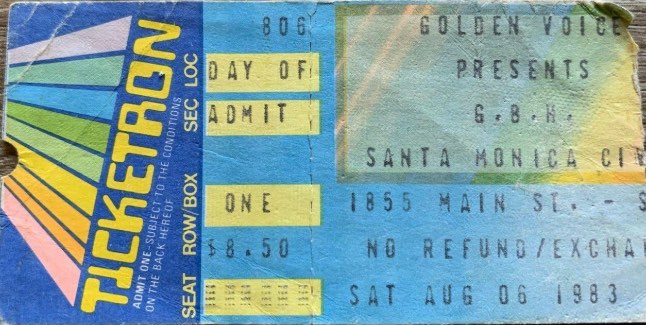 TICKETRON
ADMIT ONE - SUBJECT TO THE CONDITIONS
ON THE BACK HEREOF
SEAT ROW/BOX SEC LOC
806
DAY OF
ADMIT
ONE
$8.50
GOLDEN VOICE
PRESENTS
G.B.H.
SANTA MONICA CIV
1855 MAIN ST. - S
NO REFUND/EXCHAN
SAT AUG 06 1983